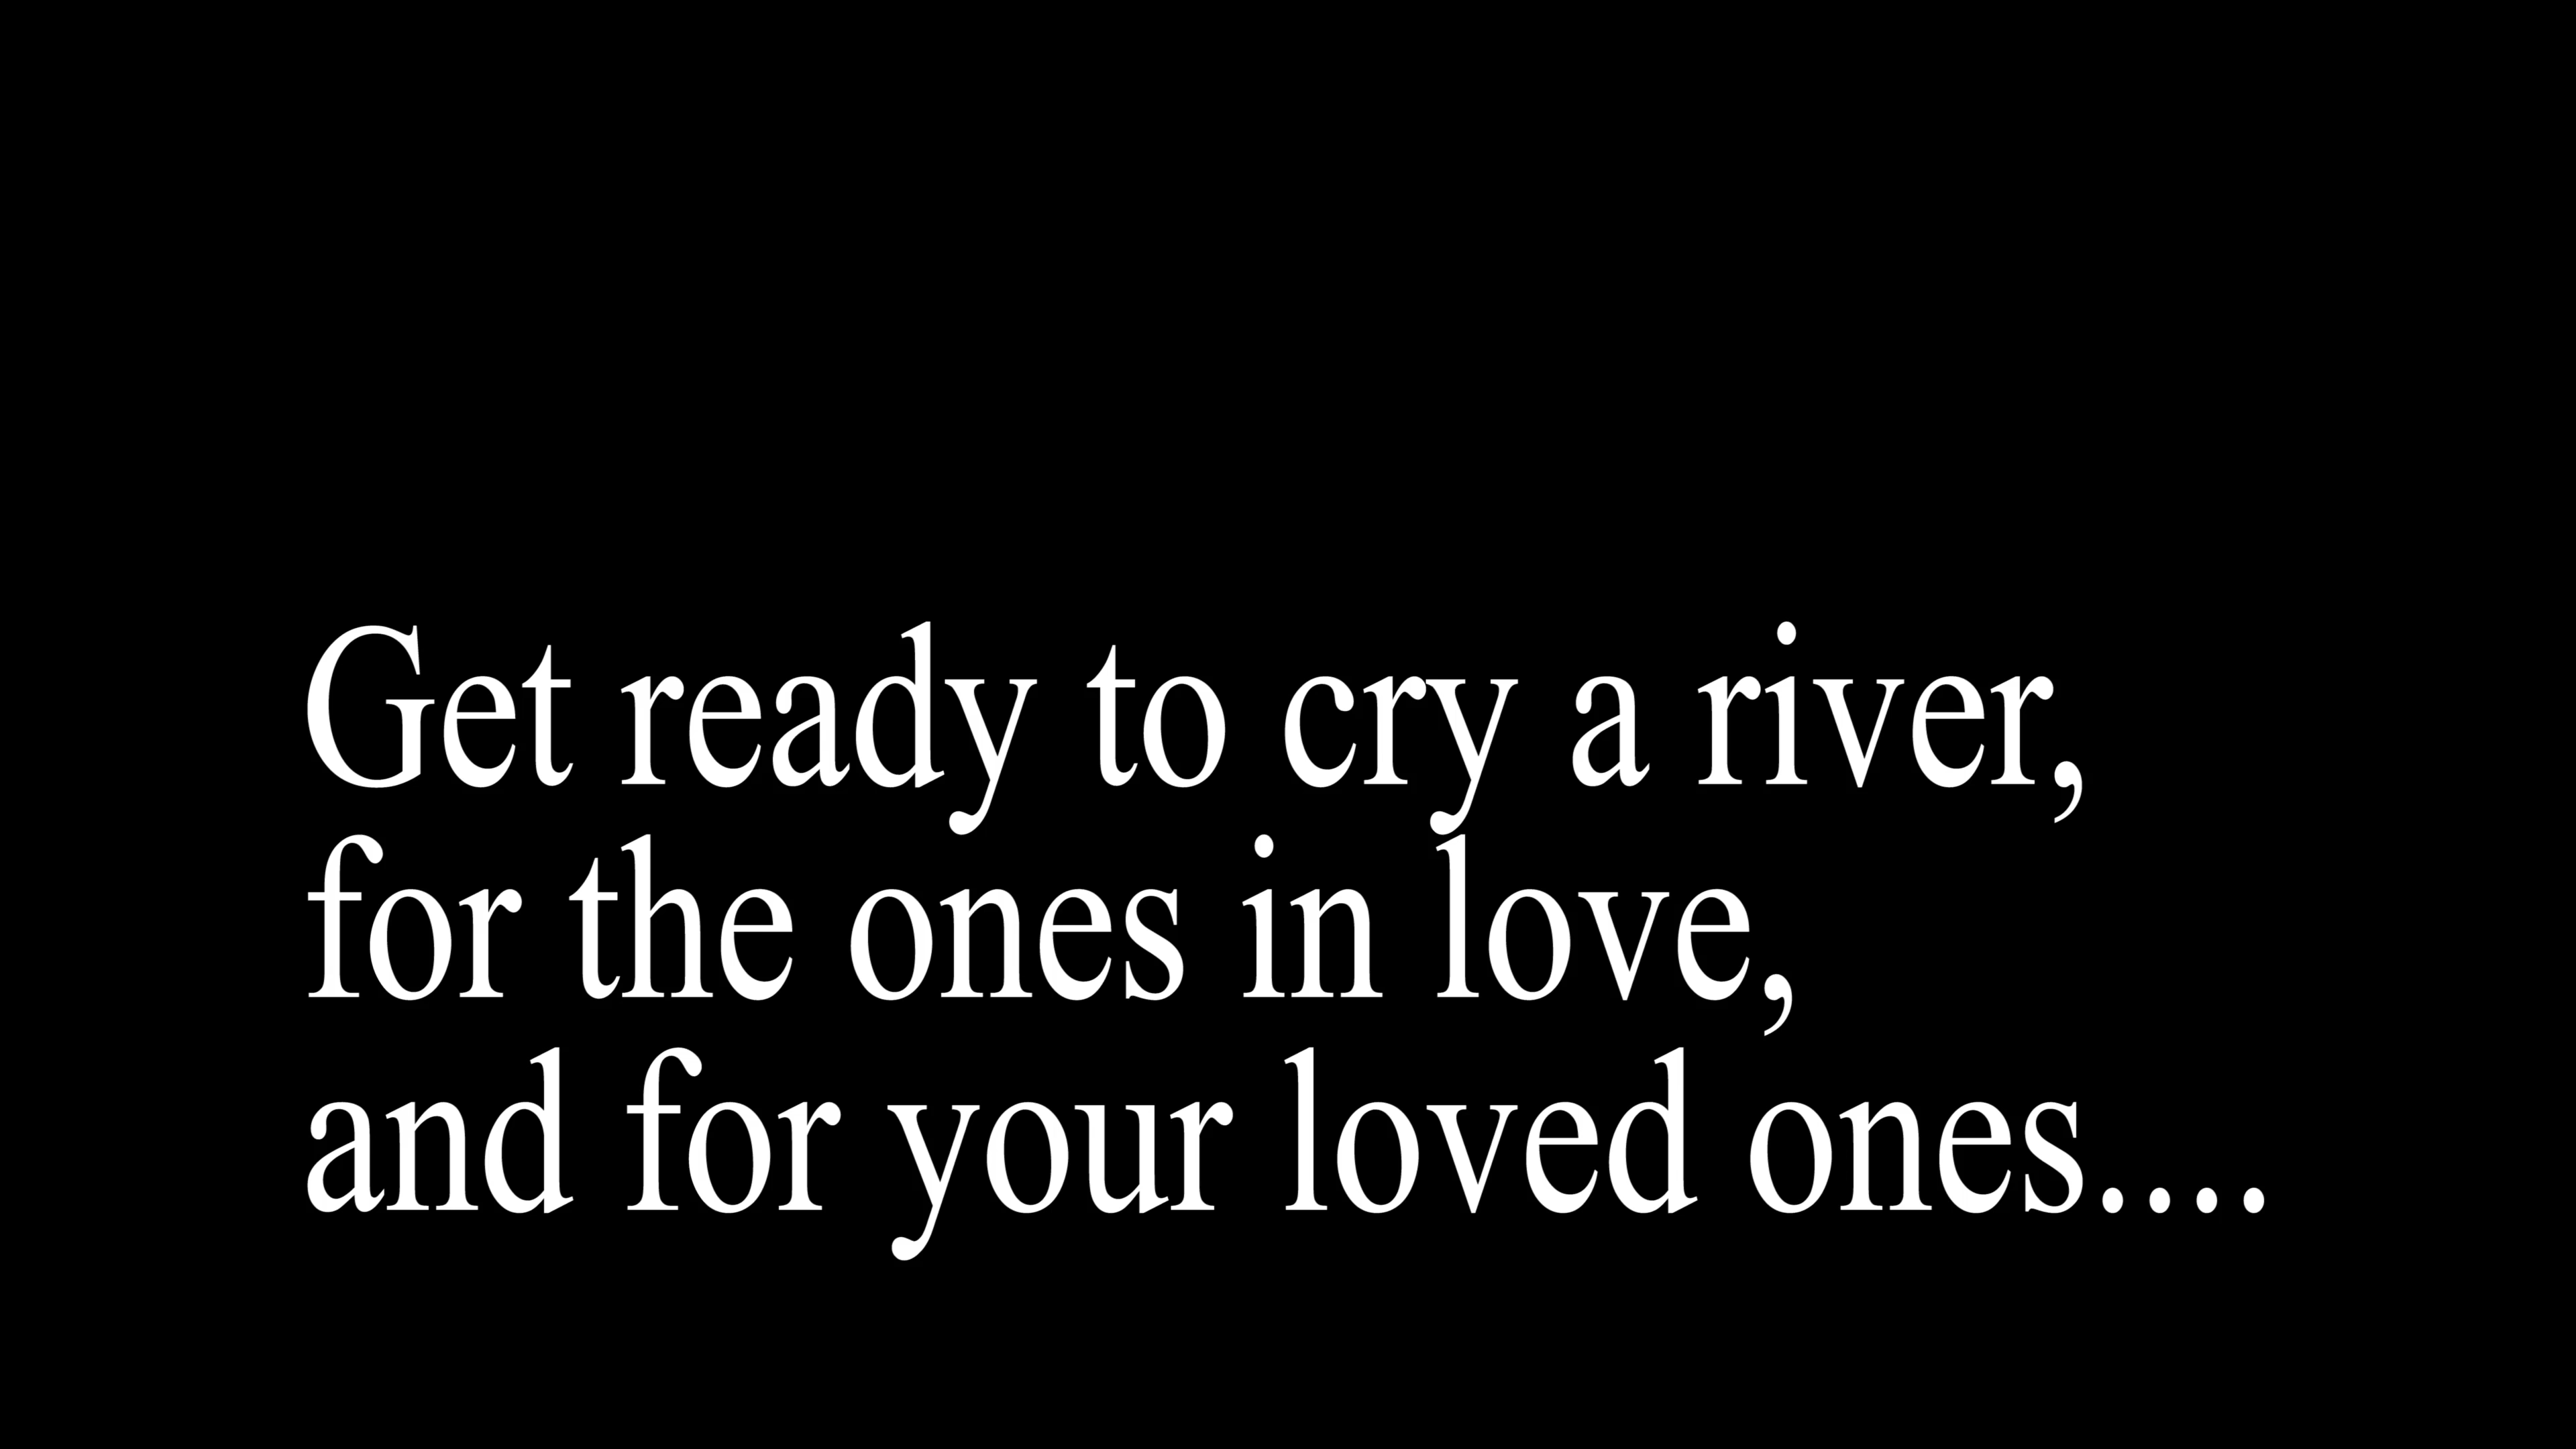 Get ready to cry a river,
for the ones in love,
and for your loved ones....